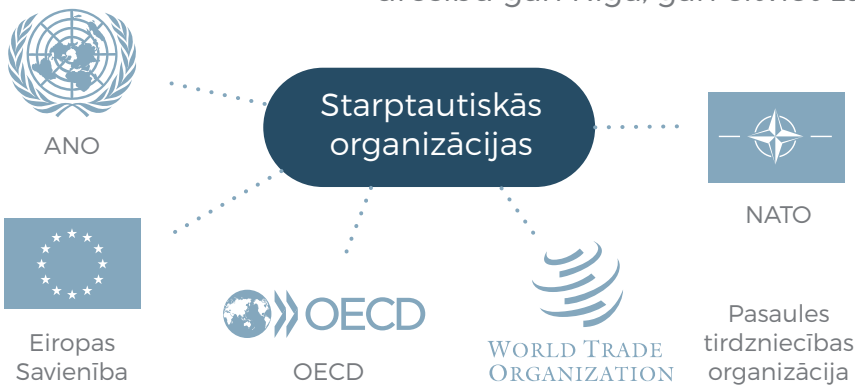 Starptautiskās
organizācijas
ANO
NATO
Eiropas
Savienība
OECD
OECD
WORLD TRADE
ORGANIZATION
Pasaules
tirdzniecības
organizācija